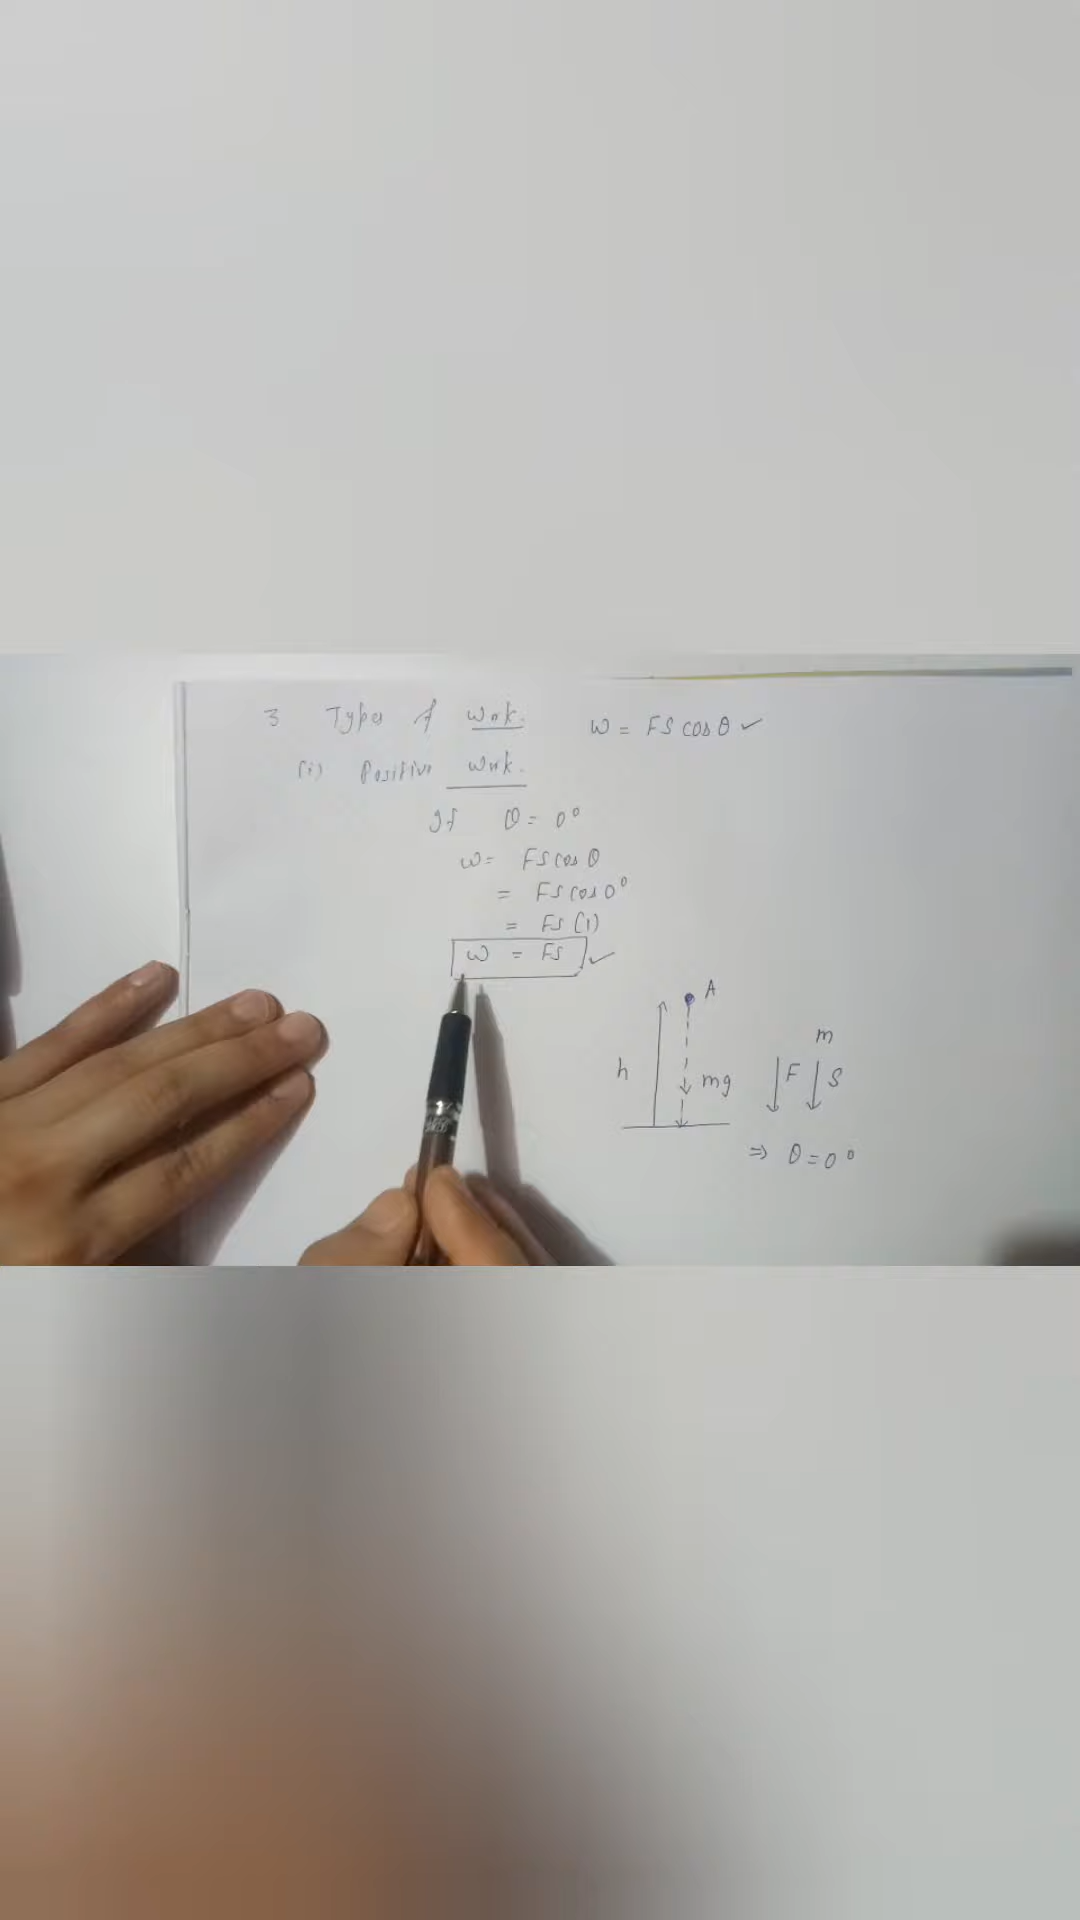 3 Types of Work. W = FS cos θ ✓
(i) Positive Work.
If θ = 0°
W = FS cos θ
= FS cos 0°
= FS (1)
W = FS ✓
A
h
mg
m
F
S
⇒ θ = 0°